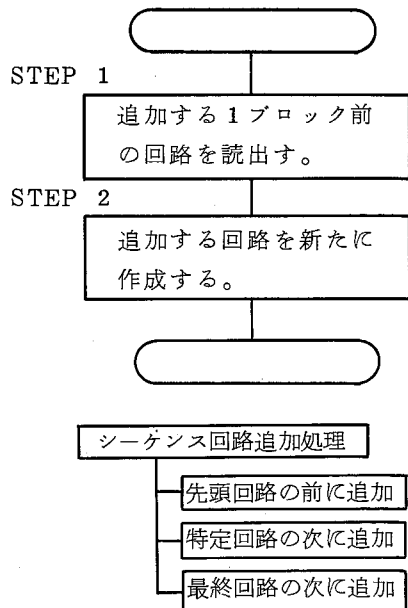 STEP 1
追加する1ブロック前
の回路を読出す。
STEP 2
追加する回路を新たに
作成する。
シーケンス回路追加処理
先頭回路の前に追加
特定回路の次に追加
最終回路の次に追加